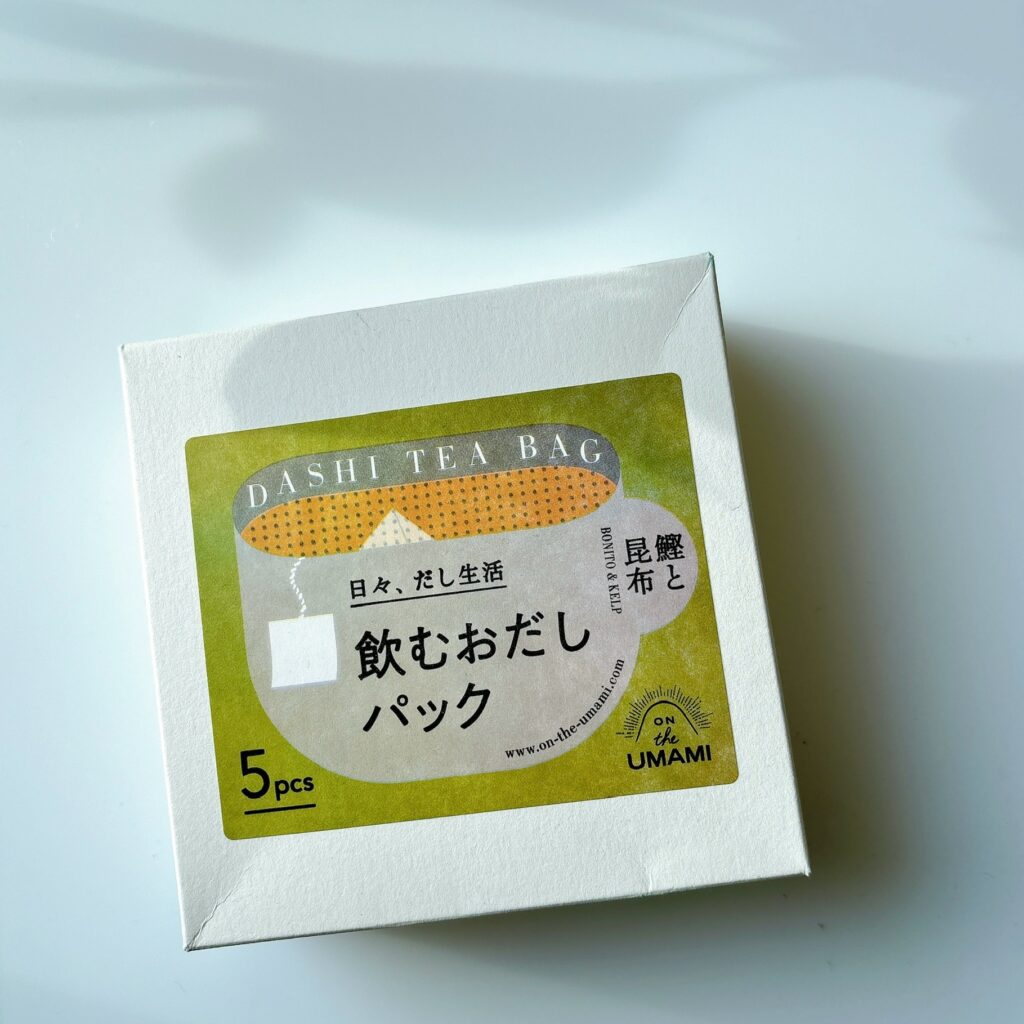 DASHI TEA BAG
日々、だし生活
飲むおだし
パック
鰹と
昆布
BONITO & KELP
www.on-the-umami.com
5pcs
ON
the
UMAMI